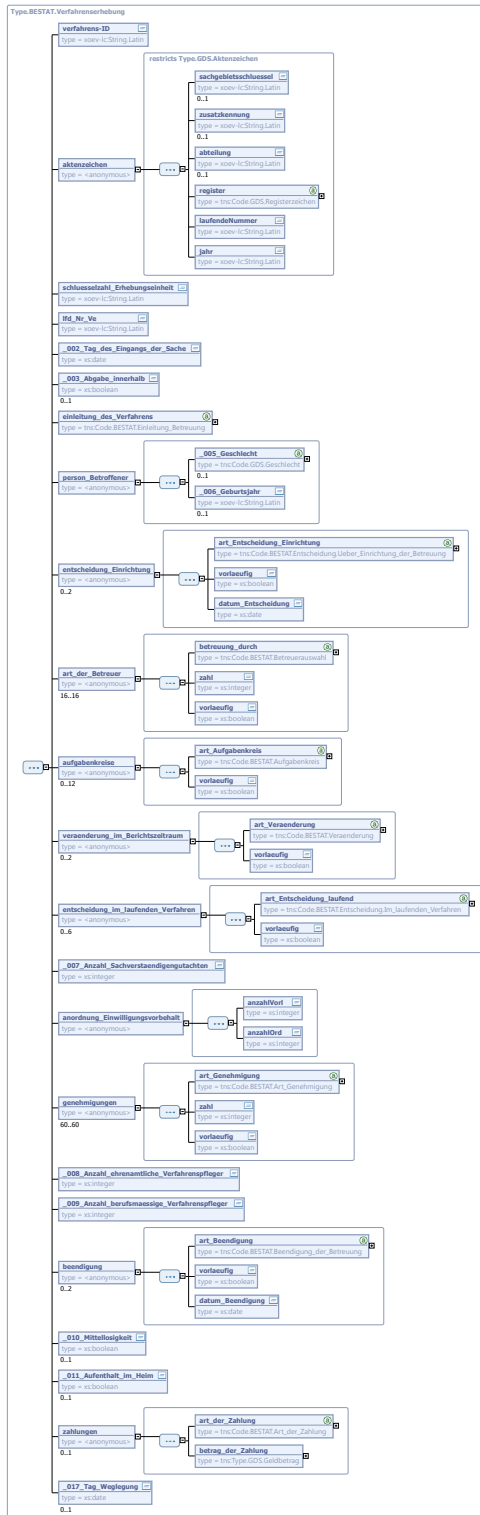 Type.BESTAT.Verfahrenserhebung
verfahrens-ID
type = xoev-lc:String.Latin
restricts Type.GDS.Aktenzeichen
sachgebietsschluessel
type = xoev-lc:String.Latin
0..1
zusatzkennung
type = xoev-lc:String.Latin
0..1
abteilung
type = xoev-lc:String.Latin
0..1
aktenzeichen
type = <anonymous>
register
type = tns:Code.GDS.Registerzeichen
laufendeNummer
type = xoev-lc:String.Latin
jahr
type = xoev-lc:String.Latin
schluesselzahl_Erhebungseinheit
type = xoev-lc:String.Latin
lfd_Nr_Ve
type = xoev-lc:String.Latin
_002_Tag_des_Eingangs_der_Sache
type = xs:date
_003_Abgabe_innerhalb
type = xs:boolean
0..1
einleitung_des_Verfahrens
type = tns:Code.BESTAT.Einleitung_Betreuung
_005_Geschlecht
type = tns:Code.GDS.Geschlecht
0..1
person_Betroffener
type = <anonymous>
_006_Geburtsjahr
type = xoev-lc:String.Latin
0..1
art_Entscheidung_Einrichtung
type = tns:Code.BESTAT.Entscheidung.Ueber_Einrichtung_der_Betreuung
entscheidung_Einrichtung
type = <anonymous>
0..2
vorlaeufig
type = xs:boolean
datum_Entscheidung
type = xs:date
betreuung_durch
type = tns:Code.BESTAT.Betreuerauswahl
art_der_Betreuer
type = <anonymous>
16..16
zahl
type = xs:integer
vorlaeufig
type = xs:boolean
art_Aufgabenkreis
type = tns:Code.BESTAT.Aufgabenkreis
aufgabenkreise
type = <anonymous>
0..12
vorlaeufig
type = xs:boolean
art_Veraenderung
type = tns:Code.BESTAT.Veraenderung
veraenderung_im_Berichtszeitraum
type = <anonymous>
0..2
vorlaeufig
type = xs:boolean
art_Entscheidung_laufend
type = tns:Code.BESTAT.Entscheidung.Im_laufenden_Verfahren
entscheidung_im_laufenden_Verfahren
type = <anonymous>
0..6
vorlaeufig
type = xs:boolean
_007_Anzahl_Sachverstaendigengutachten
type = xs:integer
anzahlVorl
type = xs:integer
anordnung_Einwilligungsvorbehalt
type = <anonymous>
anzahlOrd
type = xs:integer
art_Genehmigung
type = tns:Code.BESTAT.Art_Genehmigung
genehmigungen
type = <anonymous>
60..60
zahl
type = xs:integer
vorlaeufig
type = xs:boolean
_008_Anzahl_ehrenamtliche_Verfahrenspfleger
type = xs:integer
_009_Anzahl_berufsmaessige_Verfahrenspfleger
type = xs:integer
art_Beendigung
type = tns:Code.BESTAT.Beendigung_der_Betreuung
beendigung
type = <anonymous>
0..2
vorlaeufig
type = xs:boolean
datum_Beendigung
type = xs:date
_010_Mittellosigkeit
type = xs:boolean
0..1
_011_Aufenthalt_im_Heim
type = xs:boolean
0..1
art_der_Zahlung
type = tns:Code.BESTAT.Art_der_Zahlung
zahlungen
type = <anonymous>
0..1
betrag_der_Zahlung
type = tns:Type.GDS.Geldbetrag
_017_Tag_Weglegung
type = xs:date
0..1